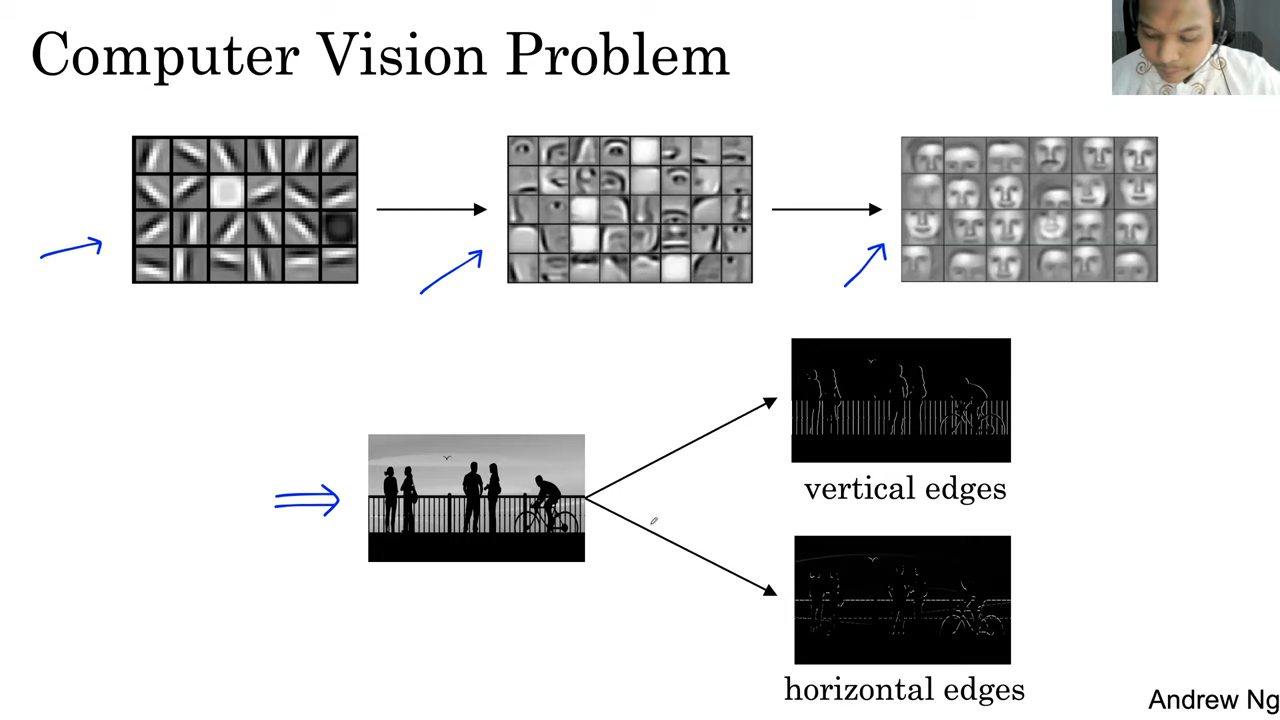 Computer Vision Problem
vertical edges
horizontal edges
Andrew Ng